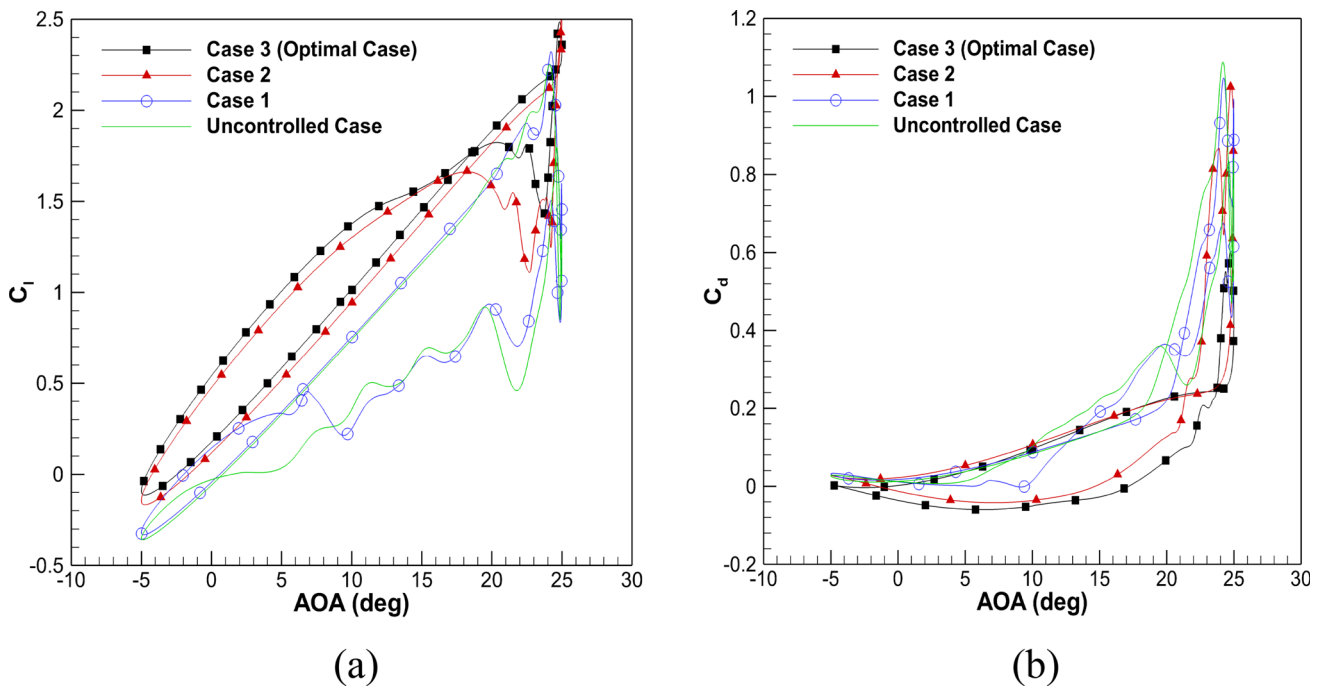 2.5
2
1.5
1
0.5
0
-0.5
Cl
-10 -5 0 5 10 15 20 25 30
AOA (deg)
Case 3 (Optimal Case)
Case 2
Case 1
Uncontrolled Case
(a)
1.2
1
0.8
0.6
0.4
0.2
0
-0.2
Cd
-10 -5 0 5 10 15 20 25 30
AOA (deg)
Case 3 (Optimal Case)
Case 2
Case 1
Uncontrolled Case
(b)